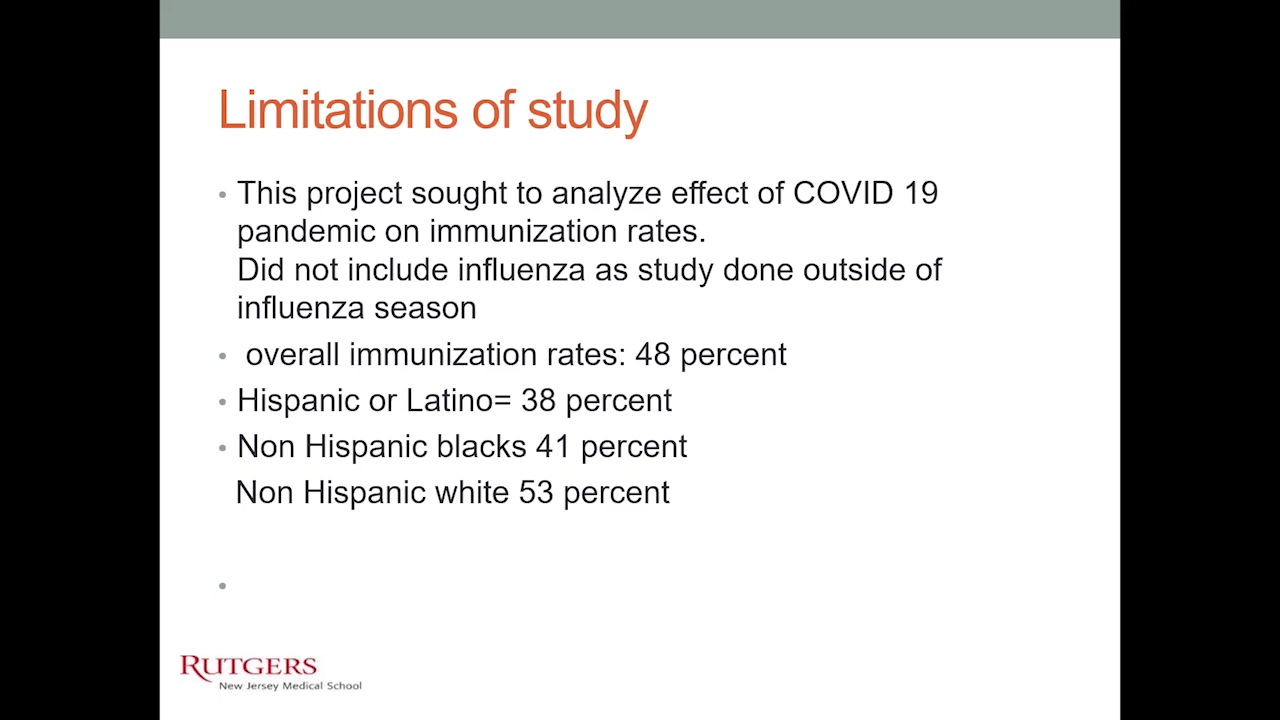 Limitations of study
• This project sought to analyze effect of COVID 19
pandemic on immunization rates.
Did not include influenza as study done outside of
influenza season
• overall immunization rates: 48 percent
• Hispanic or Latino= 38 percent
• Non Hispanic blacks 41 percent
Non Hispanic white 53 percent
•
RUTGERS
New Jersey Medical School